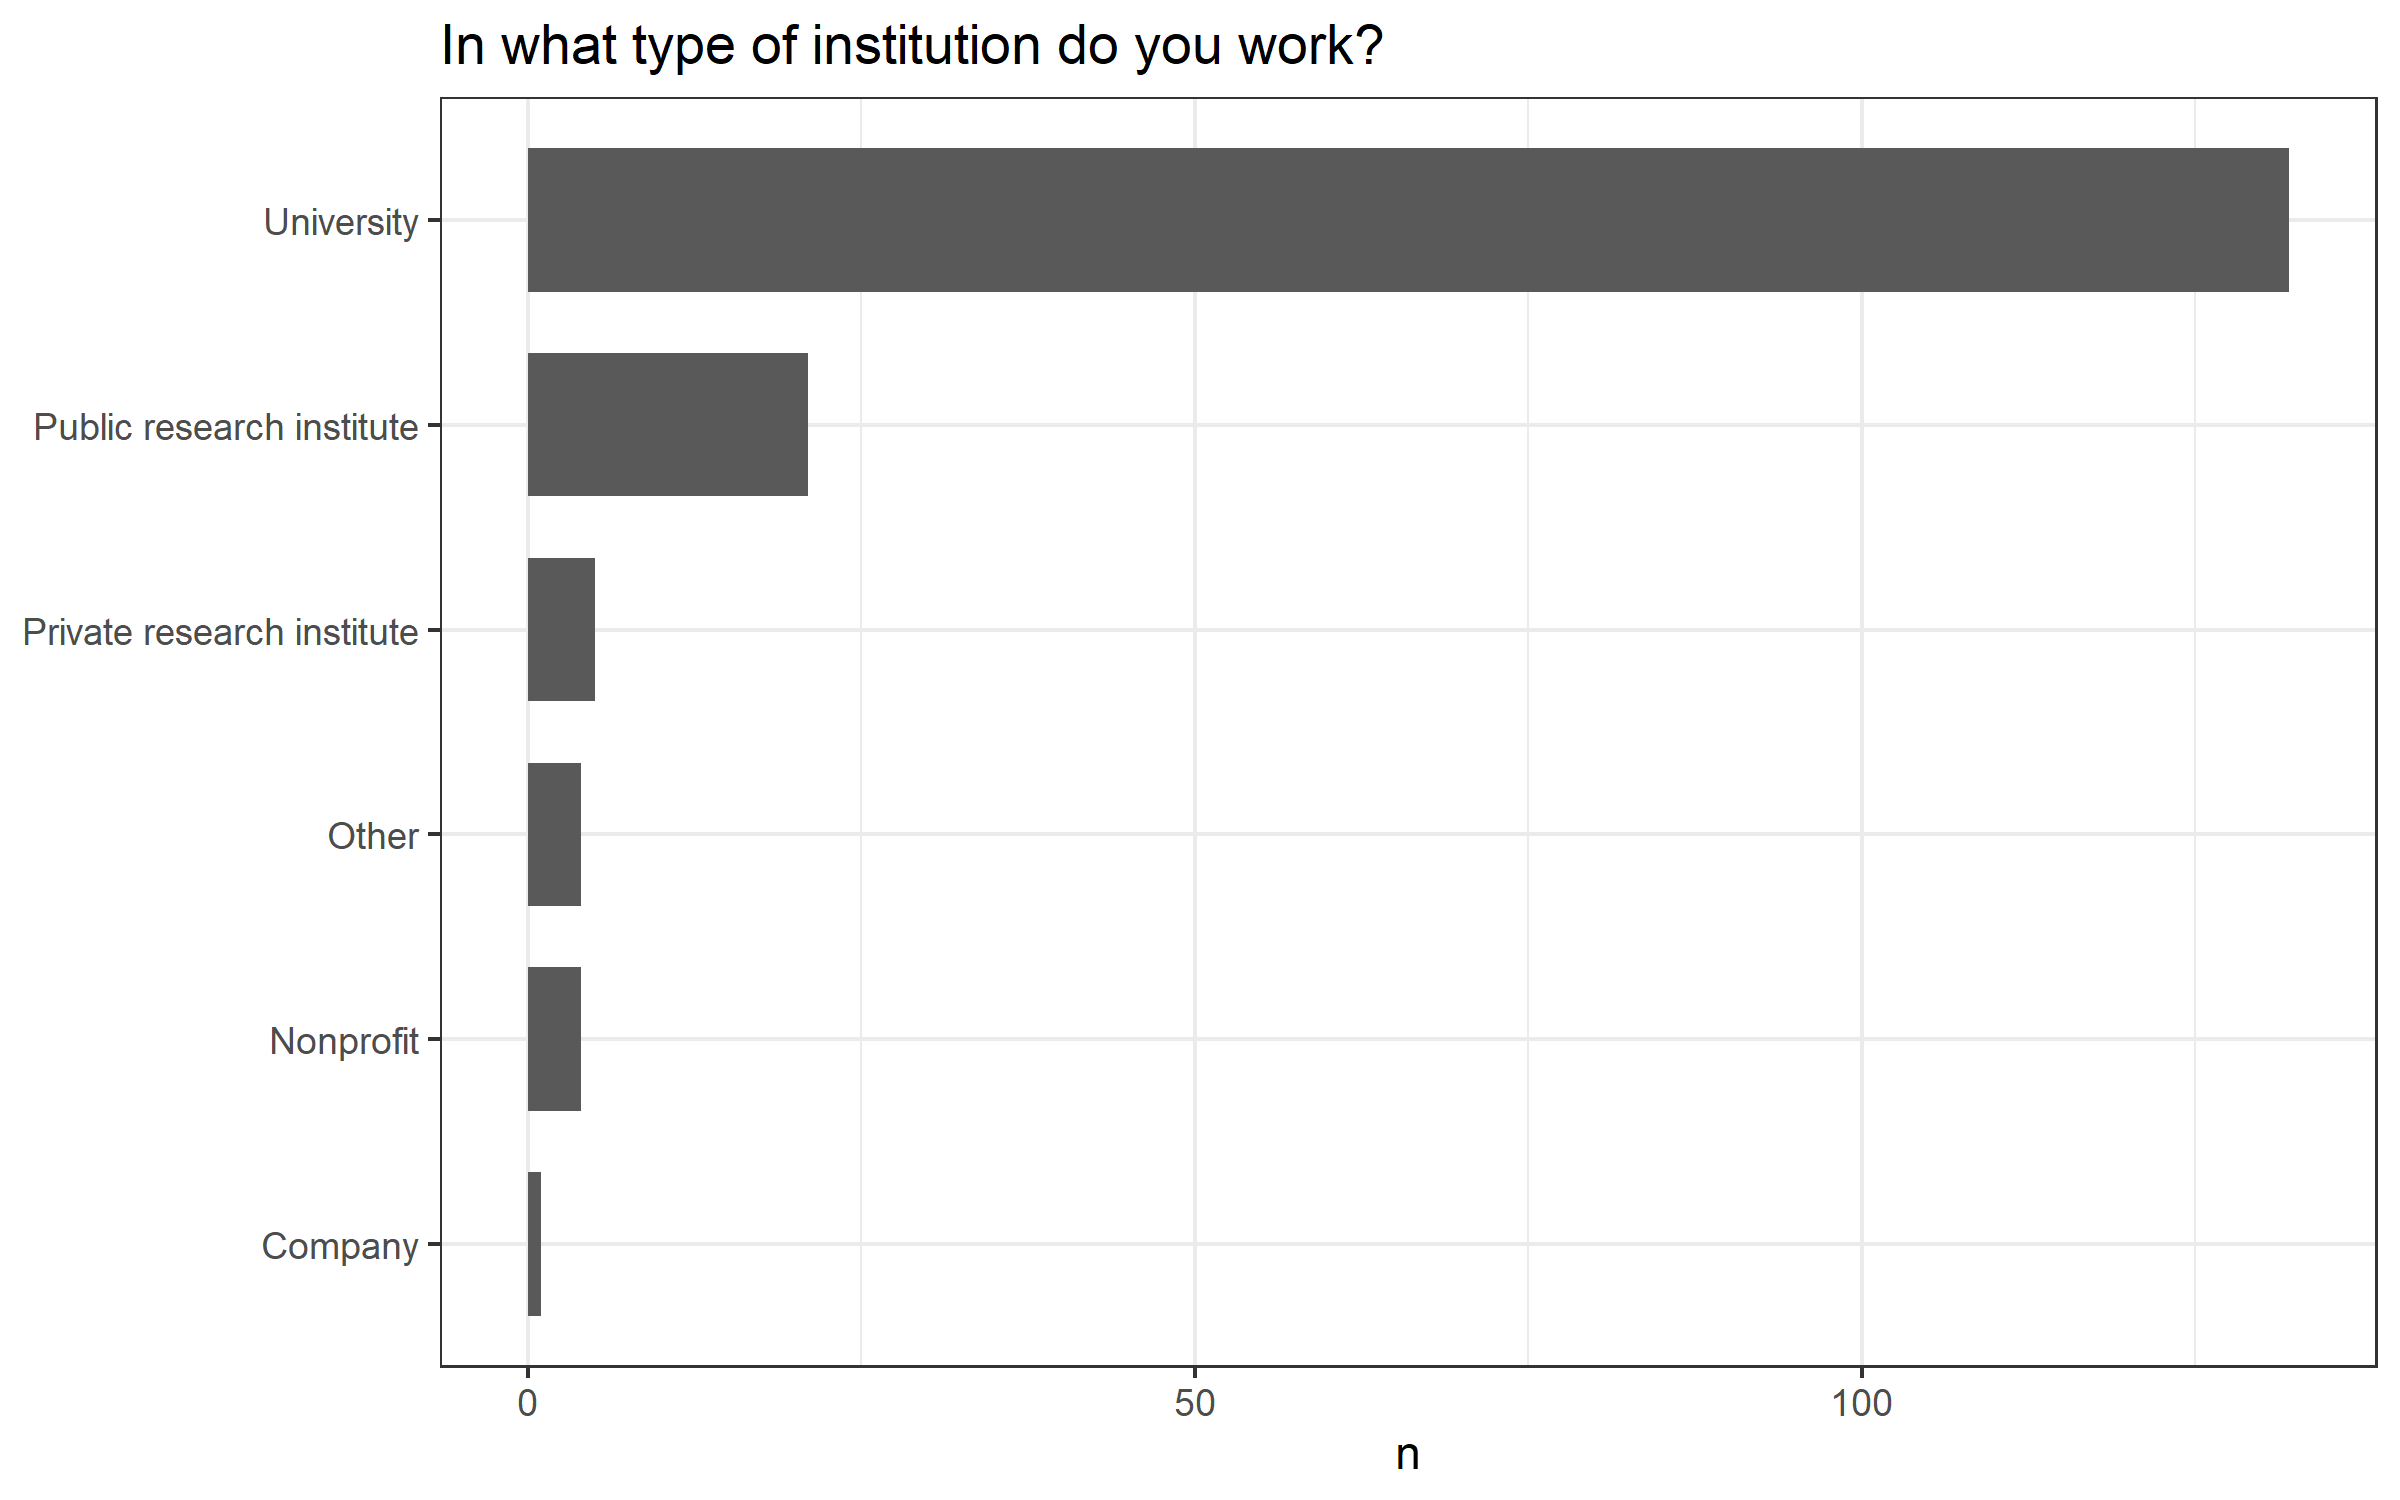 In what type of institution do you work?
University
Public research institute
Private research institute
Other
Nonprofit
Company
0 50 100
n